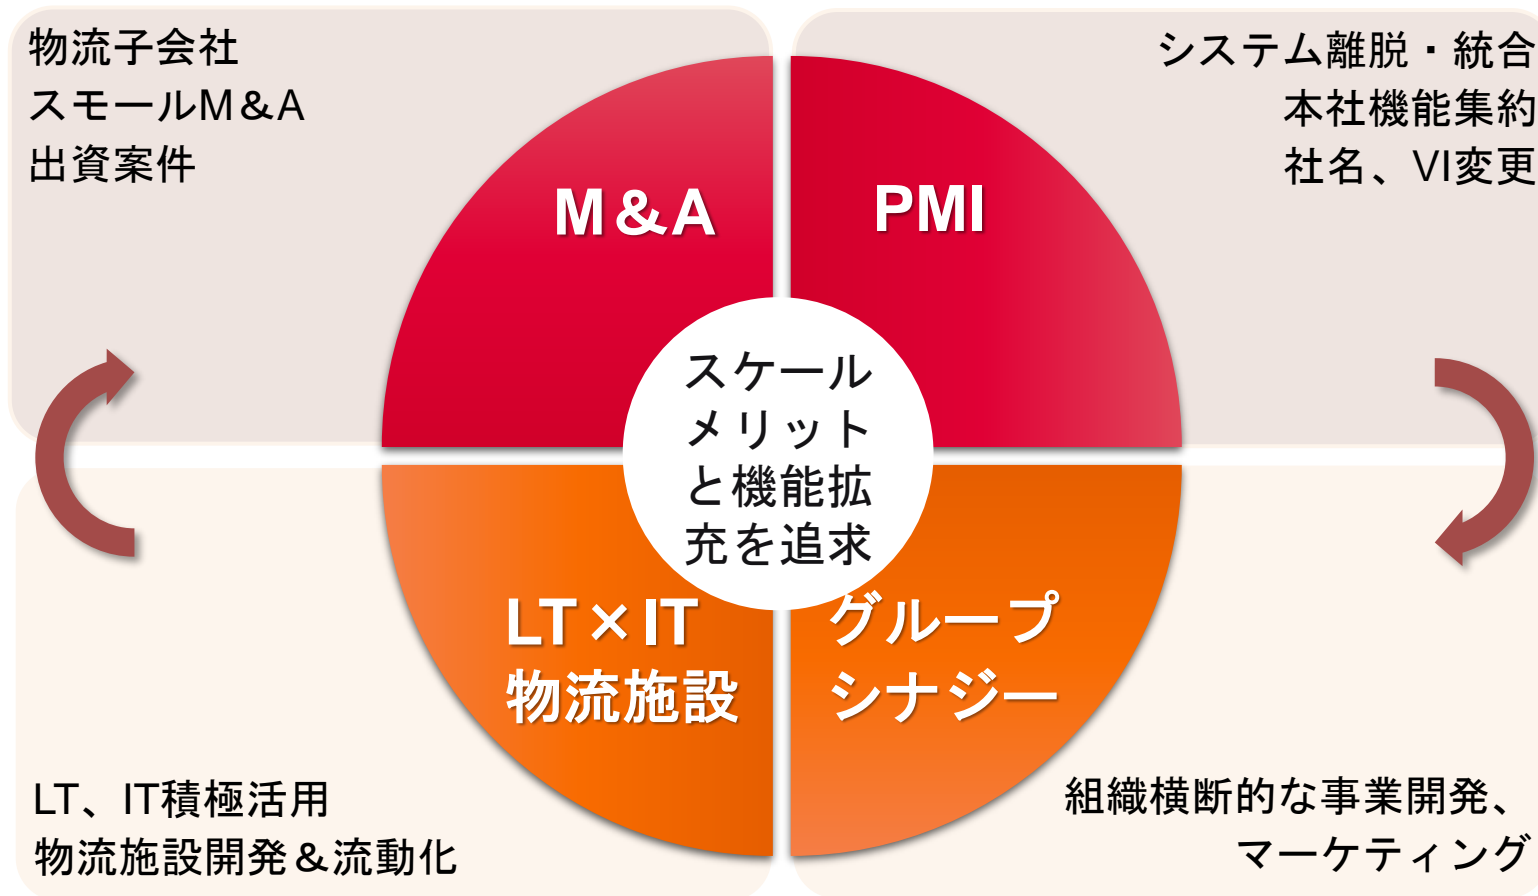 物流子会社
スモールM＆A
出資案件
システム離脱・統合
本社機能集約
社名、VI変更
M＆A
PMI
スケール
メリット
と機能拡
充を追求
LT×IT
物流施設
グループ
シナジー
LT、IT積極活用
物流施設開発＆流動化
組織横断的な事業開発、
マーケティング